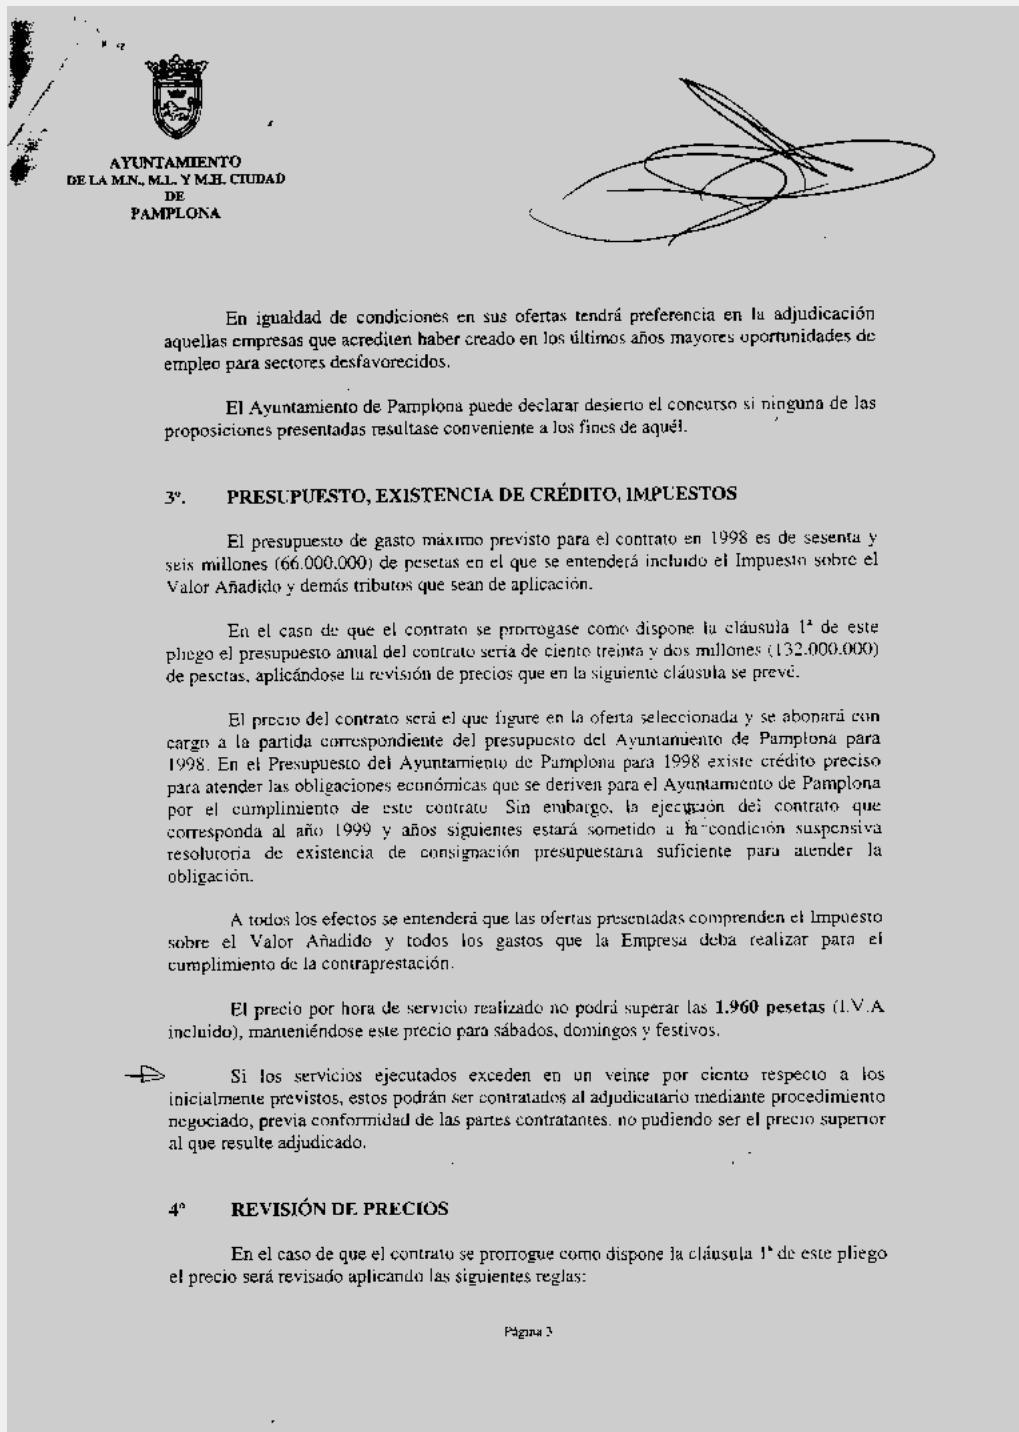 AYUNTAMIENTO
DE LA M.N., M.L. Y M.H. CIUDAD
DE
PAMPLONA
En igualdad de condiciones en sus ofertas tendrá preferencia en la adjudicación
aquellas empresas que acrediten haber creado en los últimos años mayores oportunidades de
empleo para sectores desfavorecidos.
El Ayuntamiento de Pamplona puede declarar desierto el concurso si ninguna de las
proposiciones presentadas resultase conveniente a los fines de aquél.
3º. PRESUPUESTO, EXISTENCIA DE CRÉDITO, IMPUESTOS
El presupuesto de gasto máximo previsto para el contrato en 1998 es de sesenta y
seis millones (66.000.000) de pesetas en el que se entenderá incluido el Impuesto sobre el
Valor Añadido y demás tributos que sean de aplicación.
En el caso de que el contrato se prorrogase como dispone la cláusula 1ª de este
pliego el presupuesto anual del contrato sería de ciento treinta y dos millones (132.000.000)
de pesetas, aplicándose la revisión de precios que en la siguiente cláusula se prevé.
El precio del contrato será el que figure en la oferta seleccionada y se abonará con
cargo a la partida correspondiente del presupuesto del Ayuntamiento de Pamplona para
1998. En el Presupuesto del Ayuntamiento de Pamplona para 1998 existe crédito preciso
para atender las obligaciones económicas que se deriven para el Ayuntamiento de Pamplona
por el cumplimiento de este contrato. Sin embargo, la ejecución del contrato que
corresponda al año 1999 y años siguientes estará sometido a la condición suspensiva
resolutoria de existencia de consignación presupuestaria suficiente para atender la
obligación.
A todos los efectos se entenderá que las ofertas presentadas comprenden el Impuesto
sobre el Valor Añadido y todos los gastos que la Empresa deba realizar para el
cumplimiento de la contraprestación.
El precio por hora de servicio realizado no podrá superar las 1.960 pesetas (I.V.A
incluido), manteniéndose este precio para sábados, domingos y festivos.
Si los servicios ejecutados exceden en un veinte por ciento respecto a los
inicialmente previstos, estos podrán ser contratados al adjudicatario mediante procedimiento
negociado, previa conformidad de las partes contratantes, no pudiendo ser el precio superior
al que resulte adjudicado.
4º REVISIÓN DE PRECIOS
En el caso de que el contrato se prorrogue como dispone la cláusula 1ª de este pliego
el precio será revisado aplicando las siguientes reglas:
Página 3